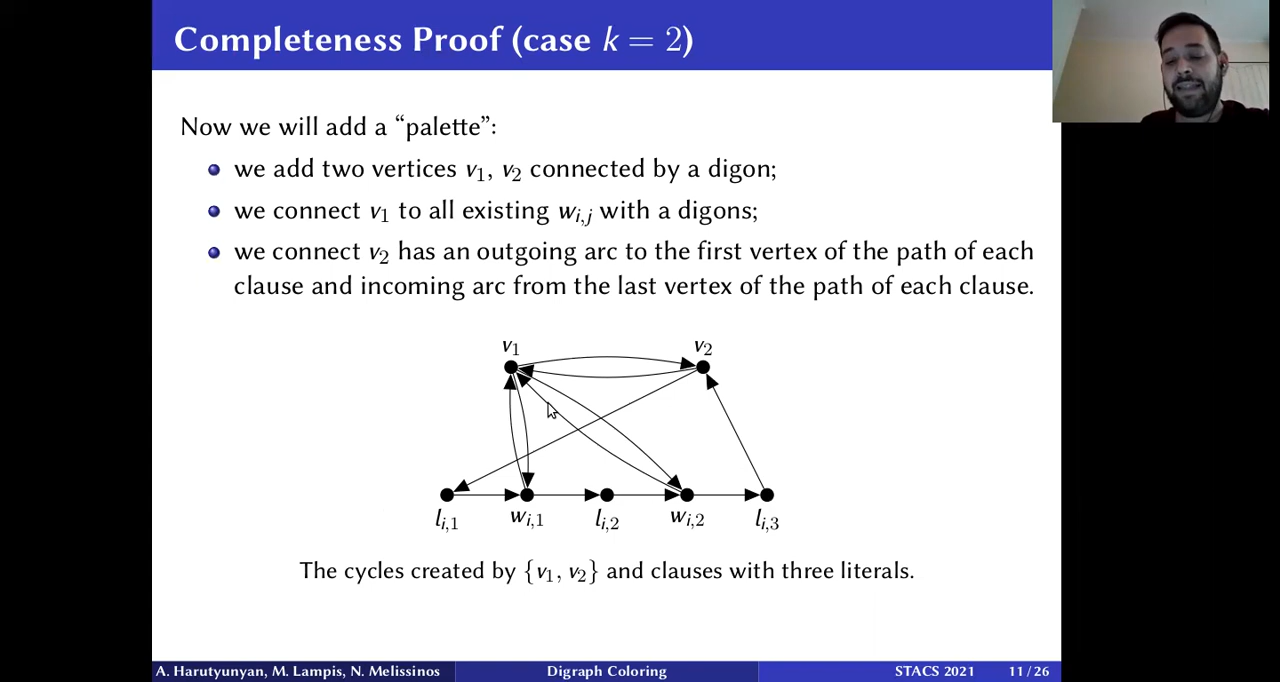 Completeness Proof (case k = 2)
Now we will add a “palette”:
we add two vertices v1, v2 connected by a digon;
we connect v1 to all existing wi,j with a digons;
we connect v2 has an outgoing arc to the first vertex of the path of each
clause and incoming arc from the last vertex of the path of each clause.
v1 v2
li,1 wi,1 li,2 wi,2 li,3
The cycles created by {v1, v2} and clauses with three literals.
A. Harutyunyan, M. Lampis, N. Melissinos Digraph Coloring STACS 2021 11 / 26